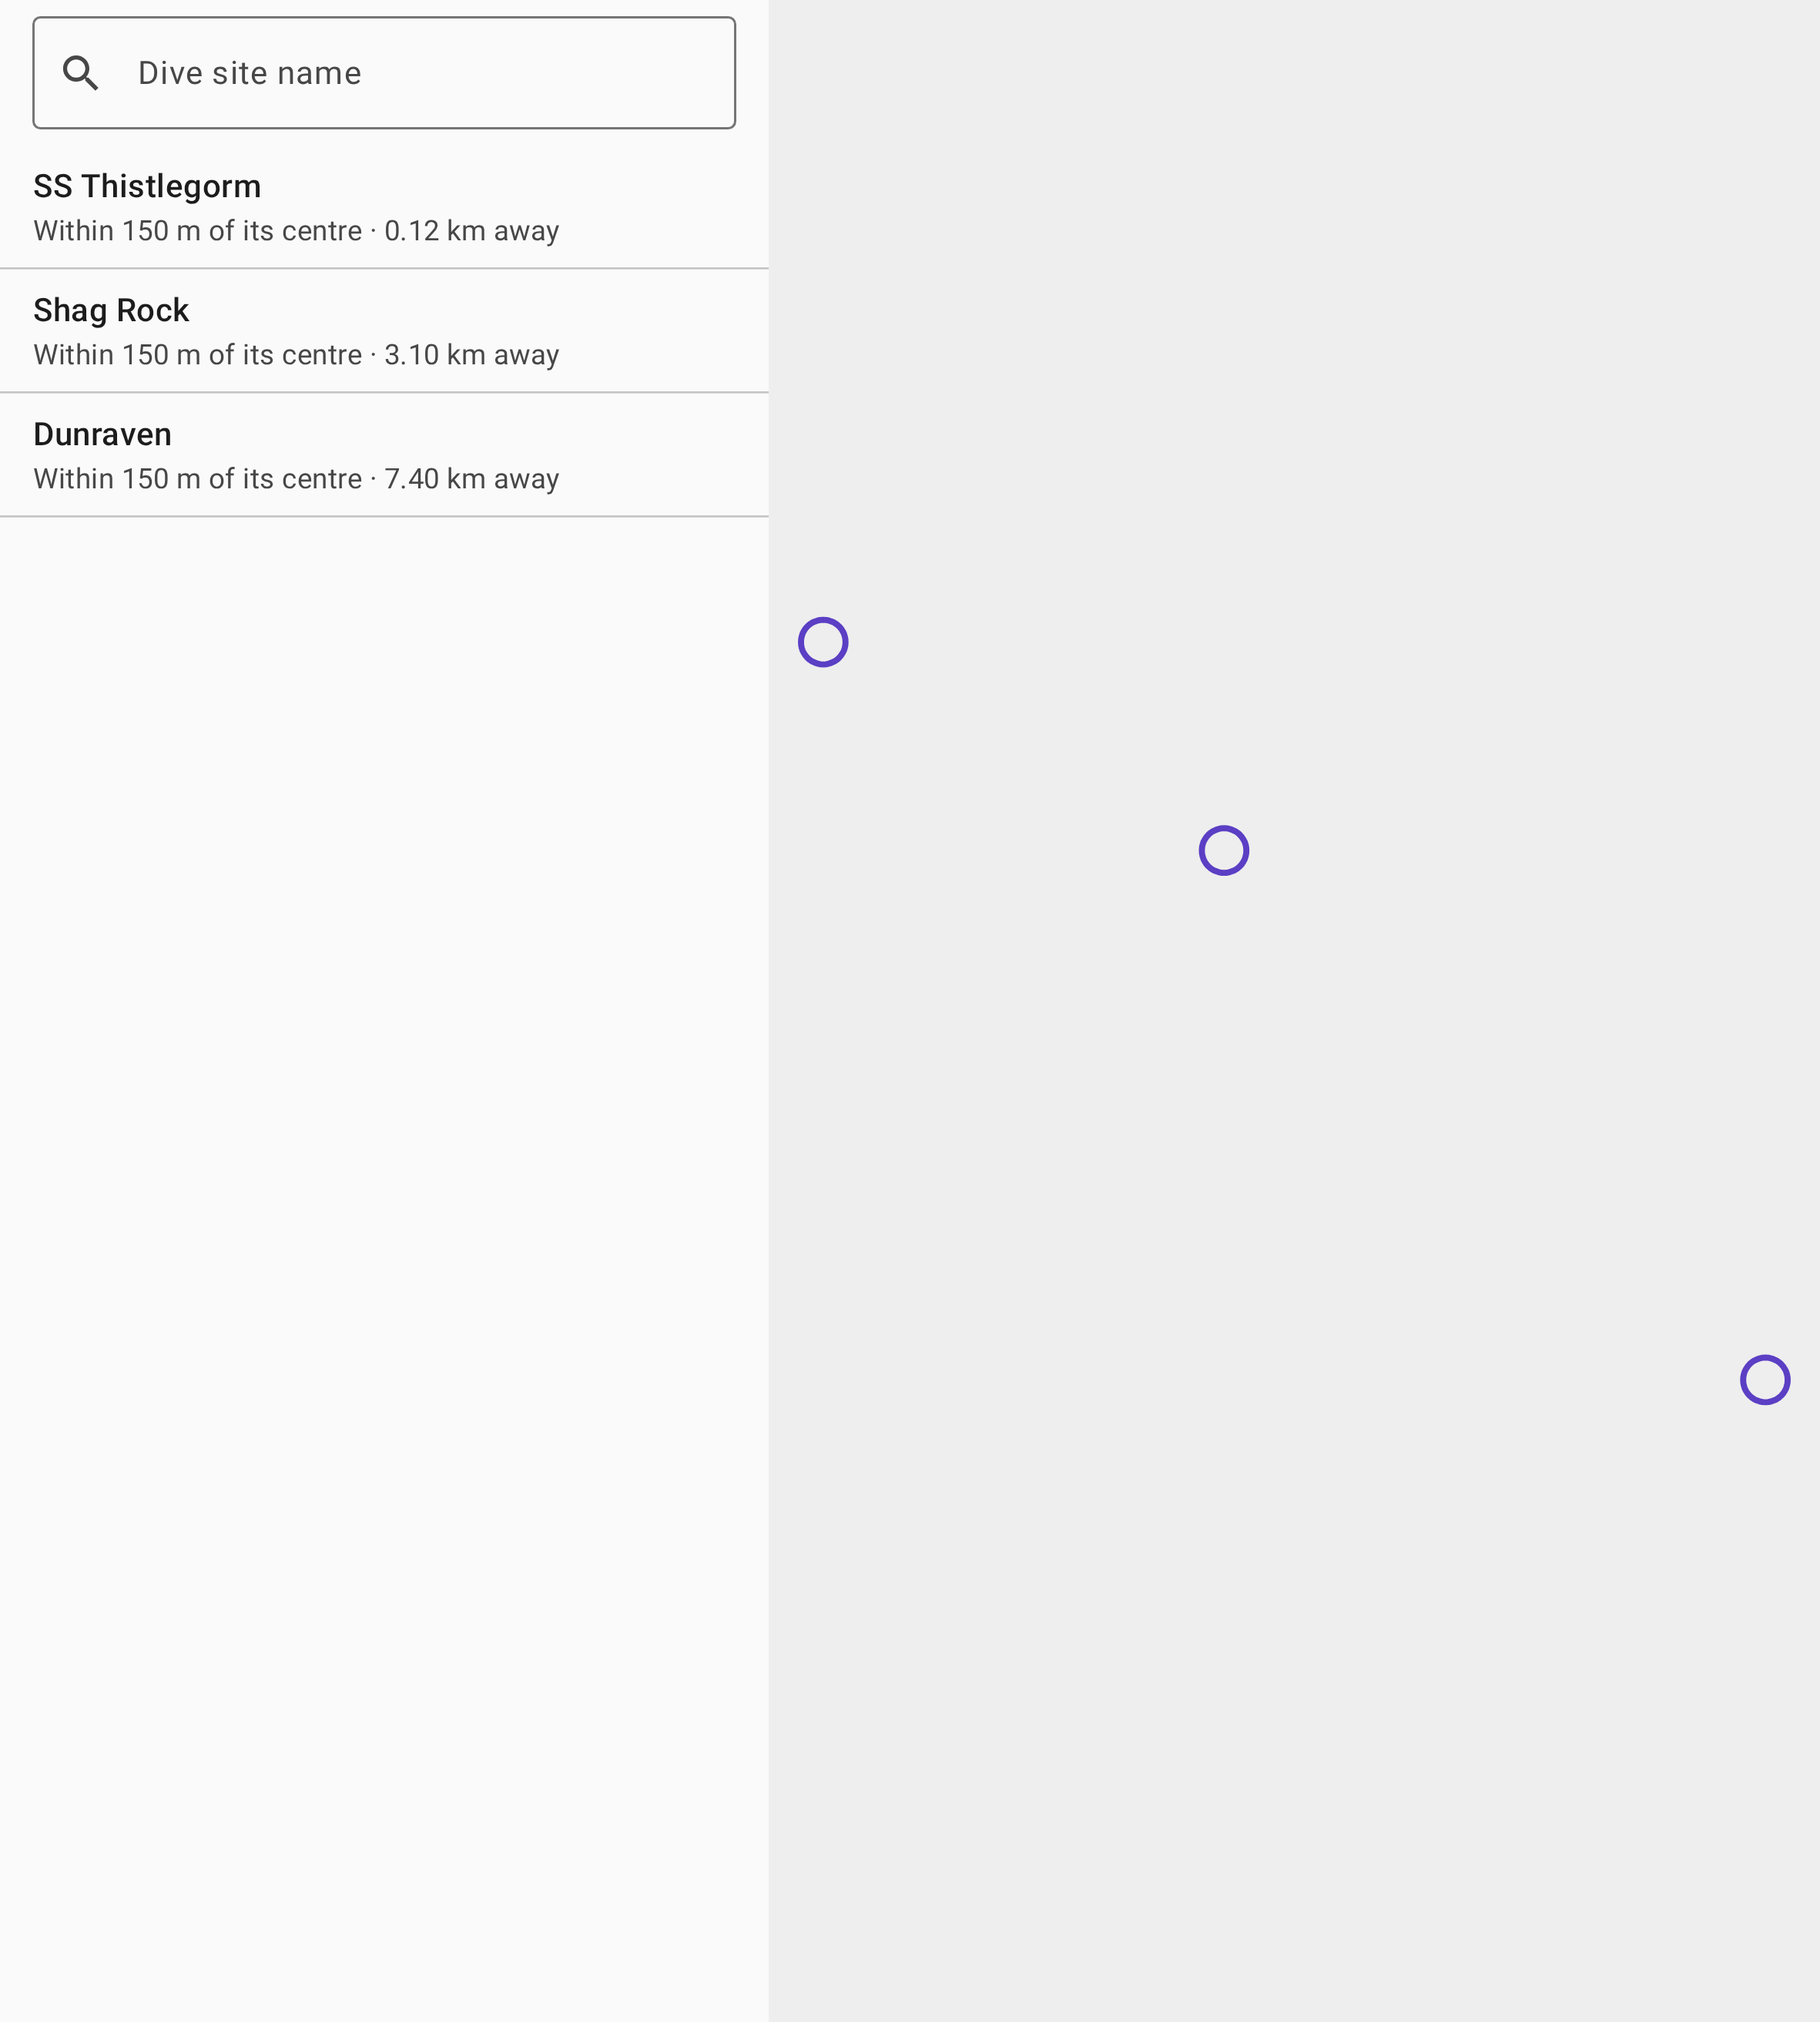 Dive site name
SS Thistlegorm
Within 150 m of its centre · 0.12 km away
Shag Rock
Within 150 m of its centre · 3.10 km away
Dunraven
Within 150 m of its centre · 7.40 km away